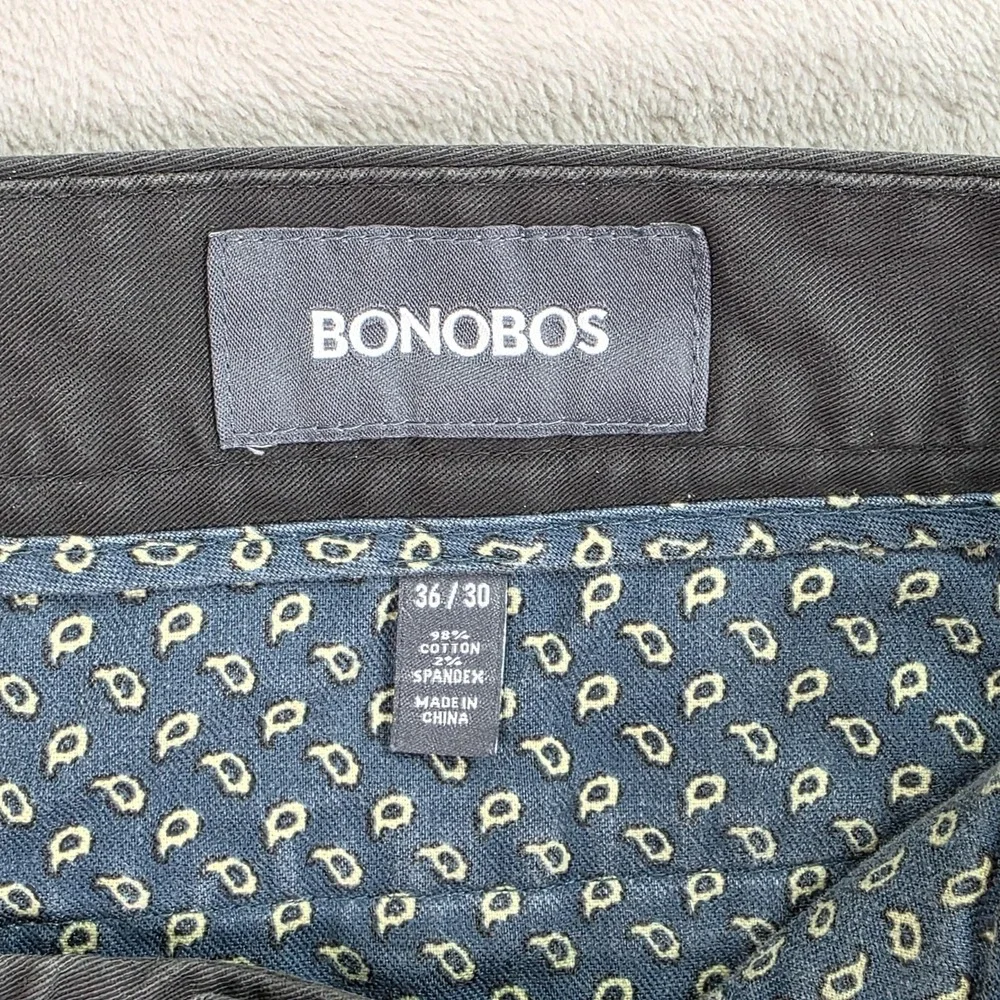 BONOBOS
36/30
98%
COTTON
2%
SPANDEX
MADE IN
CHINA